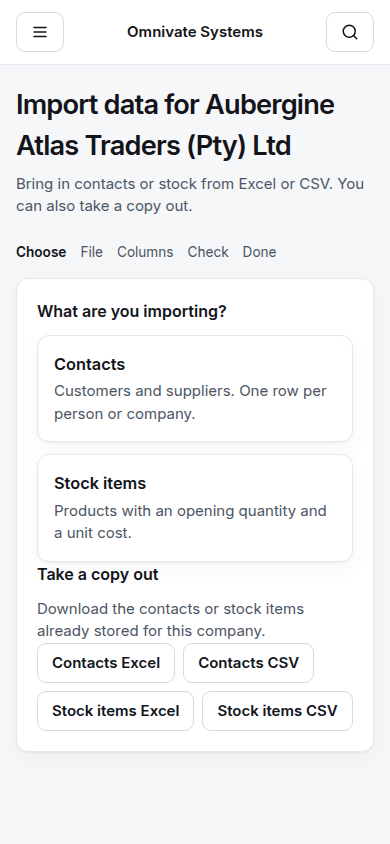 Omnivate Systems
Import data for Aubergine
Atlas Traders (Pty) Ltd
Bring in contacts or stock from Excel or CSV. You
can also take a copy out.
Choose File Columns Check Done
What are you importing?
Contacts
Customers and suppliers. One row per
person or company.
Stock items
Products with an opening quantity and
a unit cost.
Take a copy out
Download the contacts or stock items
already stored for this company.
Contacts Excel Contacts CSV
Stock items Excel Stock items CSV